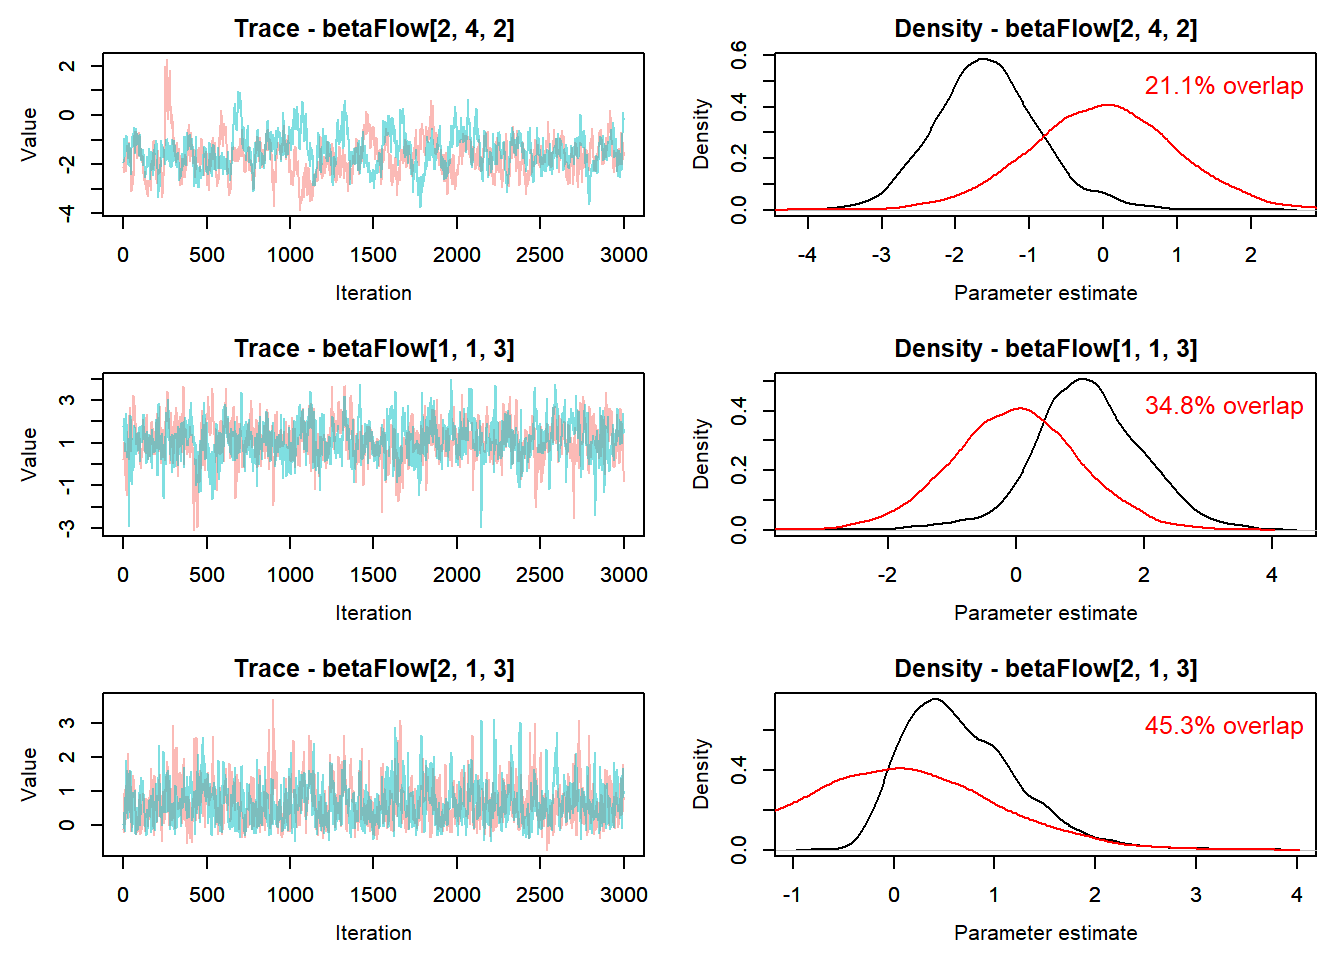 Trace - betaFlow[2, 4, 2]
Value
2
0
-2
-4
0 500 1000 1500 2000 2500 3000
Iteration
Density - betaFlow[2, 4, 2]
Density
0.6
0.4
0.2
0.0
21.1% overlap
-4 -3 -2 -1 0 1 2
Parameter estimate
Trace - betaFlow[1, 1, 3]
Value
3
1
-1
-3
0 500 1000 1500 2000 2500 3000
Iteration
Density - betaFlow[1, 1, 3]
Density
0.4
0.2
0.0
34.8% overlap
-2 0 2 4
Parameter estimate
Trace - betaFlow[2, 1, 3]
Value
3
2
1
0
0 500 1000 1500 2000 2500 3000
Iteration
Density - betaFlow[2, 1, 3]
Density
0.4
0.0
45.3% overlap
-1 0 1 2 3 4
Parameter estimate